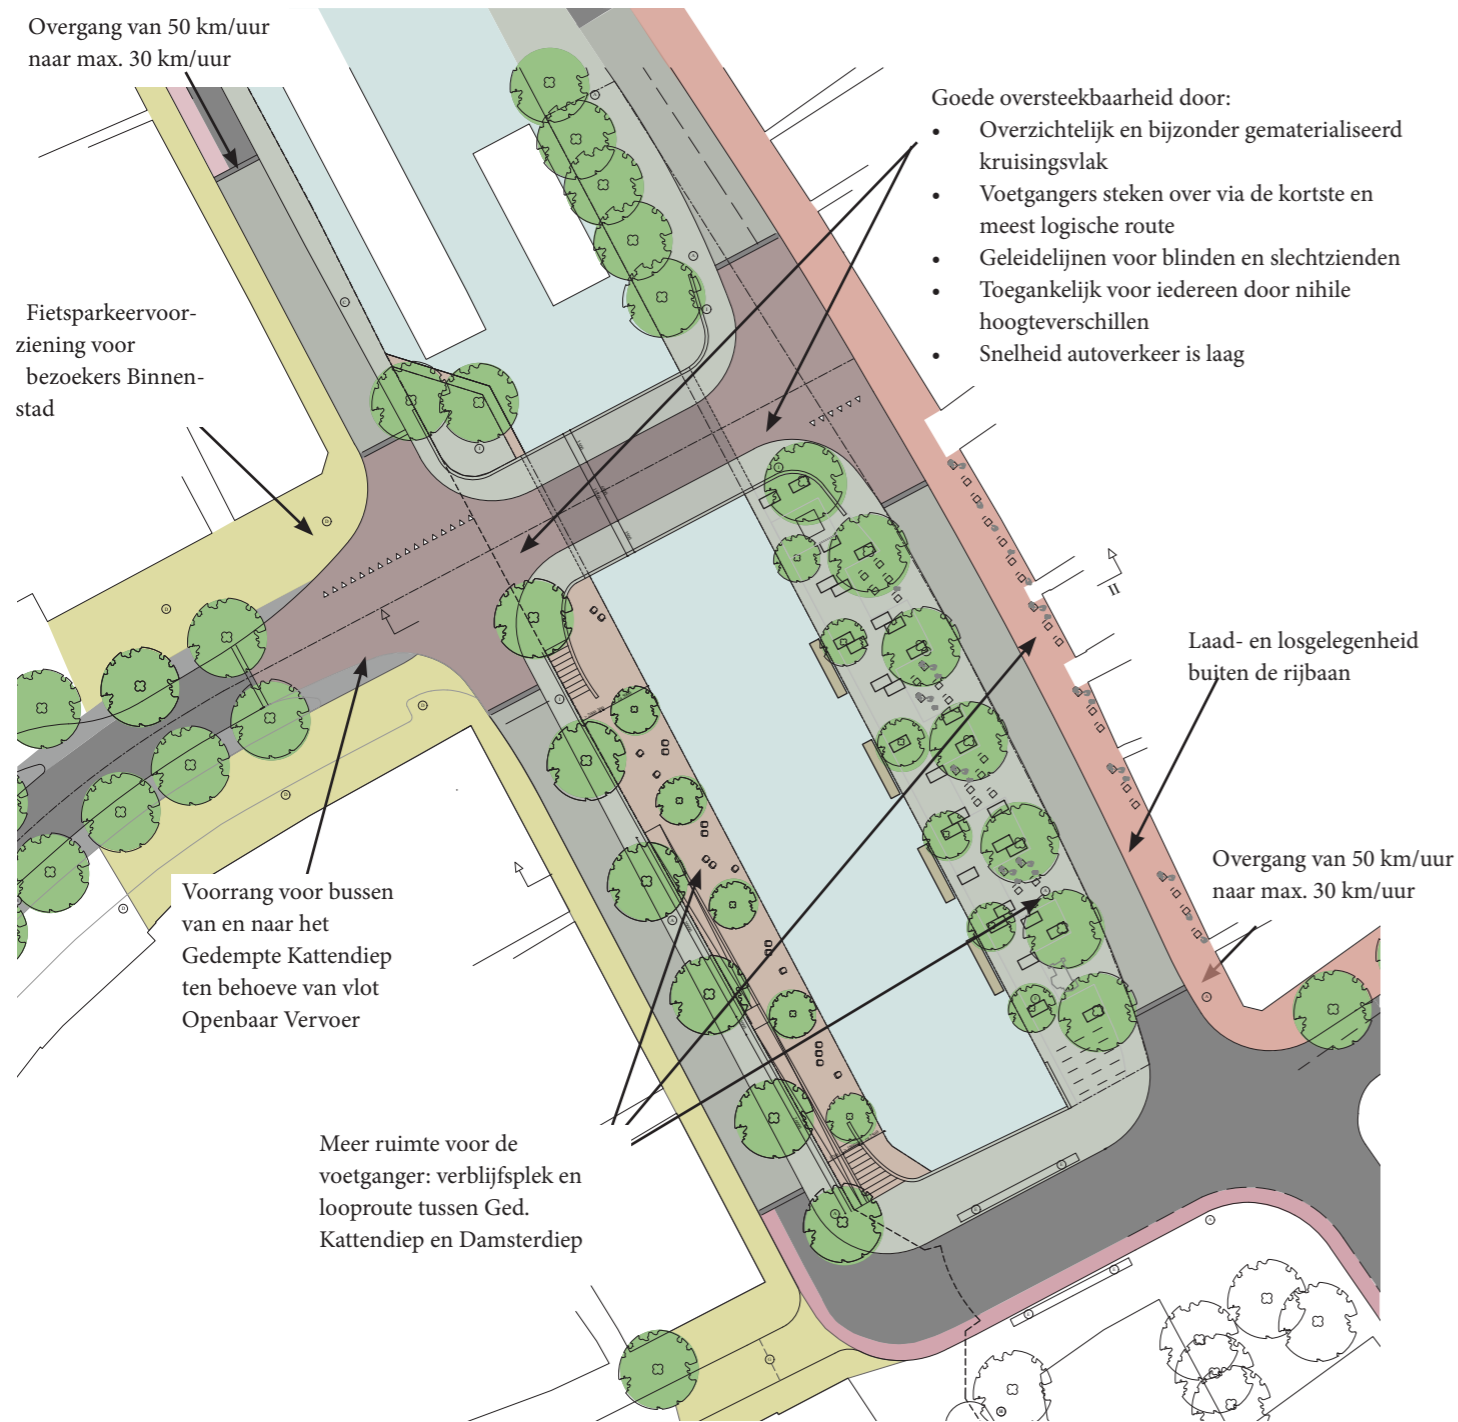 Overgang van 50 km/uur
naar max. 30 km/uur
Goede oversteekbaarheid door:
• Overzichtelijk en bijzonder gematerialiseerd
kruisingsvlak
• Voetgangers steken over via de kortste en
meest logische route
• Geleidelijnen voor blinden en slechtzienden
• Toegankelijk voor iedereen door nihile
hoogteverschillen
• Snelheid autoverkeer is laag
Fietsparkeervoor-
ziening voor
bezoekers Binnen-
stad
II
Laad- en losgelegenheid
buiten de rijbaan
Overgang van 50 km/uur
naar max. 30 km/uur
Voorrang voor bussen
van en naar het
Gedempte Kattendiep
ten behoeve van vlot
Openbaar Vervoer
Meer ruimte voor de
voetganger: verblijfsplek en
looproute tussen Ged.
Kattendiep en Damsterdiep